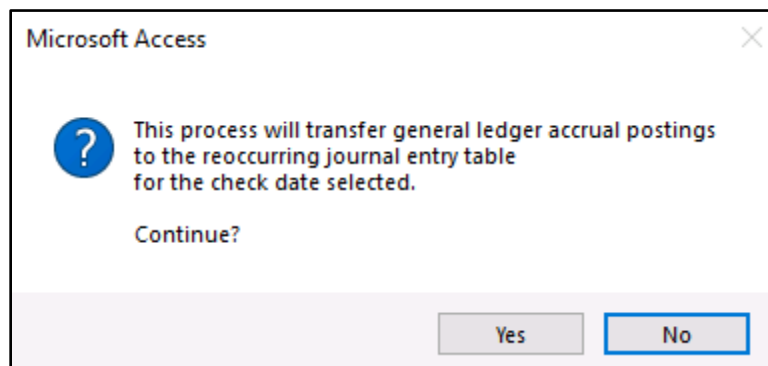 Microsoft Access
?
This process will transfer general ledger accrual postings
to the reoccurring journal entry table
for the check date selected.
Continue?
Yes No